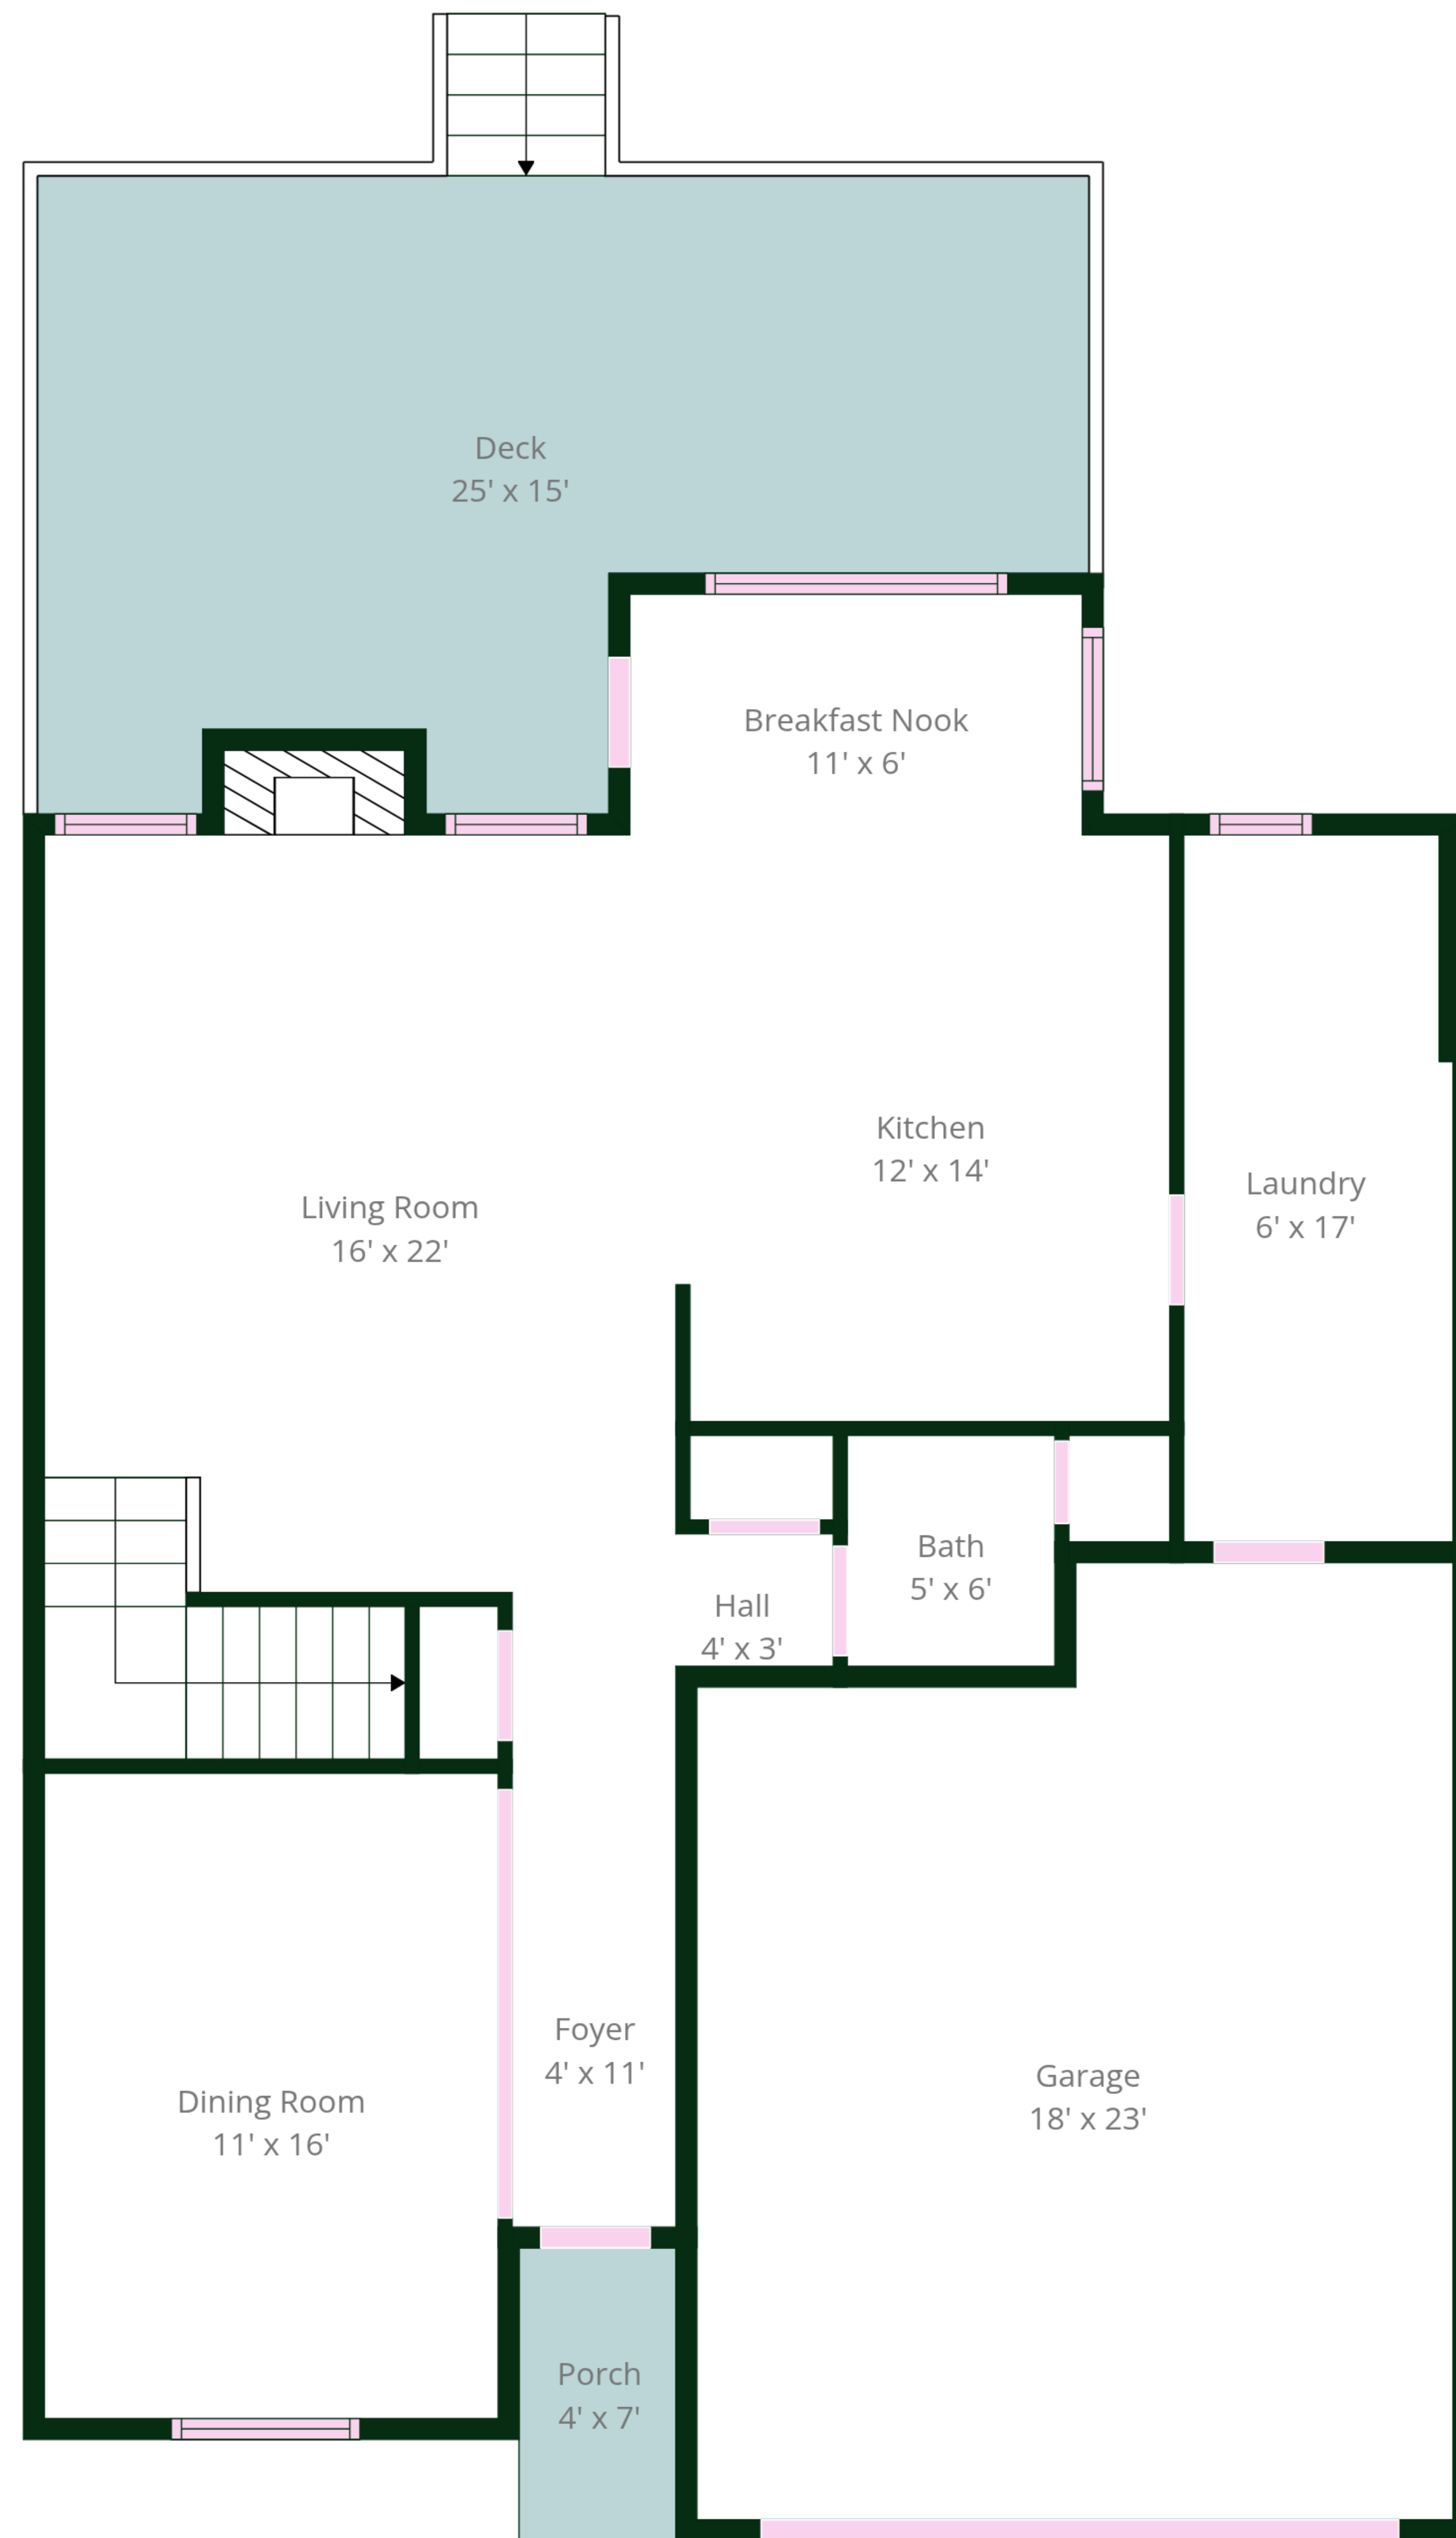 Deck
25' x 15'
Breakfast Nook
11' x 6'
Kitchen
12' x 14'
Laundry
6' x 17'
Living Room
16' x 22'
Bath
5' x 6'
Hall
4' x 3'
Foyer
4' x 11'
Garage
18' x 23'
Dining Room
11' x 16'
Porch
4' x 7'